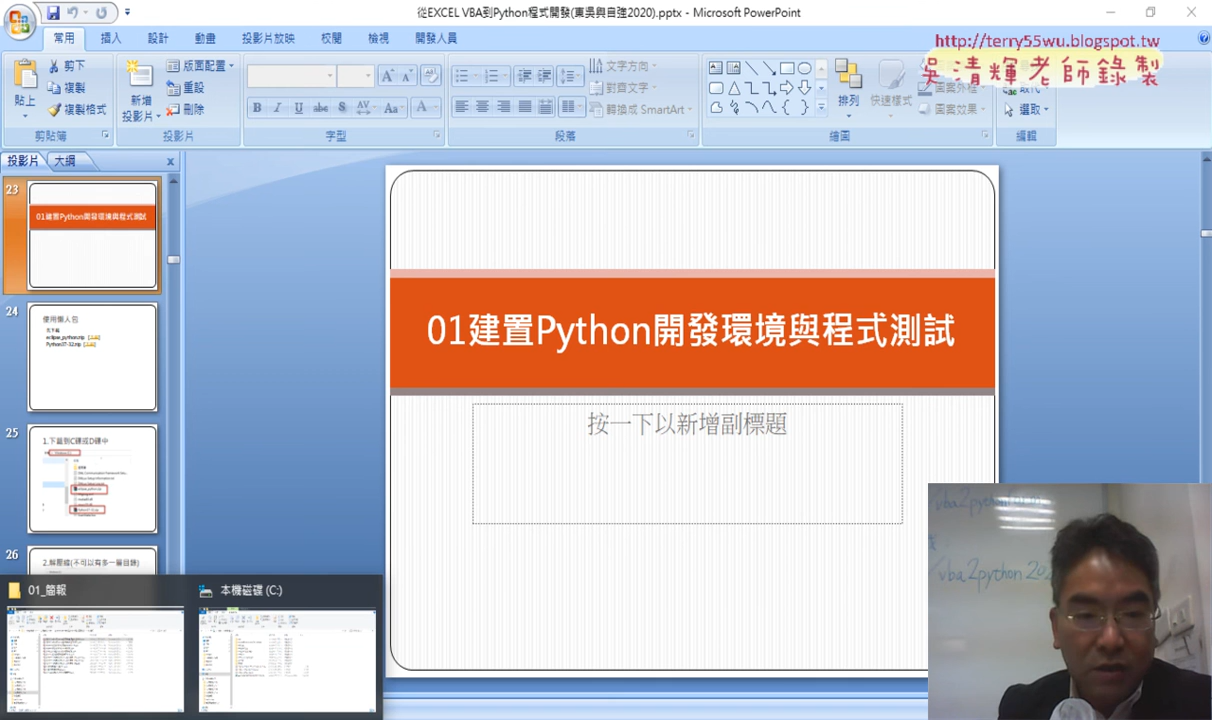 從EXCEL VBA到Python程式開發(東吳與自強2020).pptx - Microsoft PowerPoint
常用 插入 設計 動畫 投影片放映 校閱 檢視 開發人員
http://terry55wu.blogspot.tw
吳清輝老師錄製
貼上
剪下
複製
複製格式
剪貼簿
新增
投影片
版面配置
重設
刪除
投影片
字型
文字方向
對齊文字
轉換成 SmartArt
段落
排列
快速樣式
圖案外框
圖案效果
繪圖
取代
選取
編輯
投影片 大綱
23
01建置Python開發環境與程式測試
24
使用懶人包
eclipse_python.zip
25
1.下載到C碟或D碟中
26
2.解壓縮(不可以有多一層目錄)
01建置Python開發環境與程式測試
按一下以新增副標題
01_簡報
本機磁碟 (C:)
vba2python